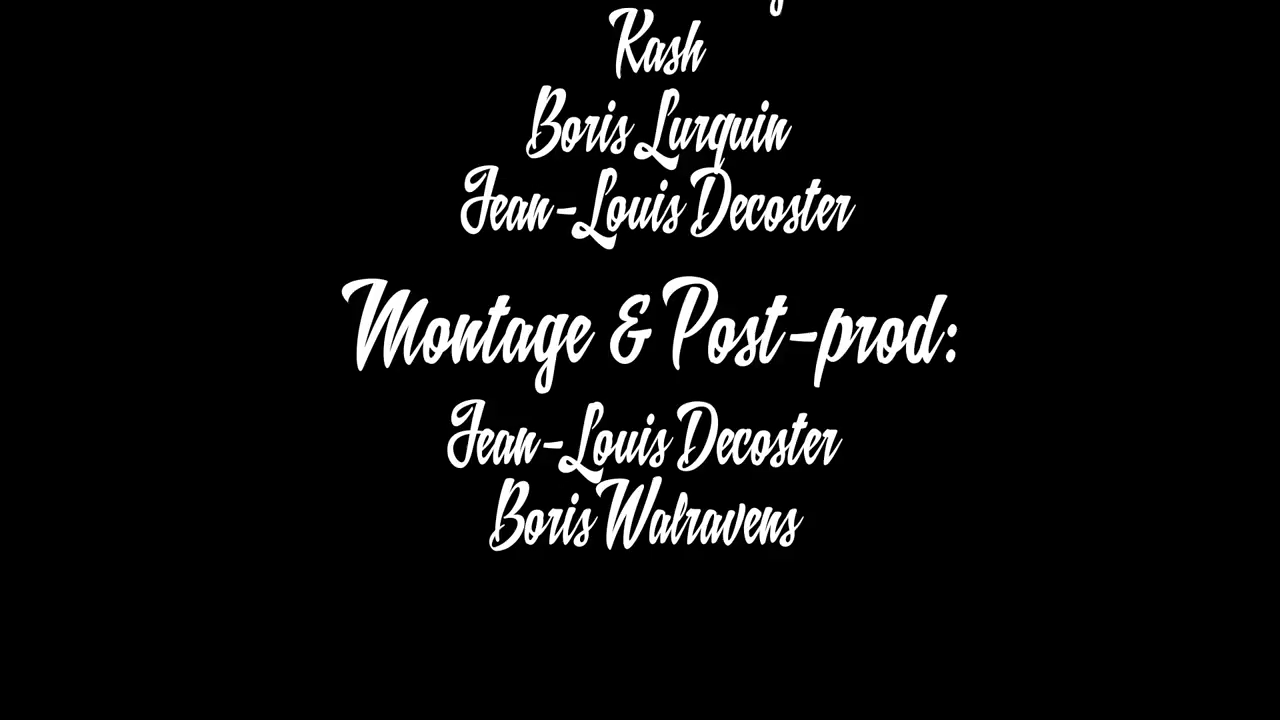 Kash
Boris Lurquin
Jean-Louis Decoster
Montage & Post-prod:
Jean-Louis Decoster
Boris Walravens